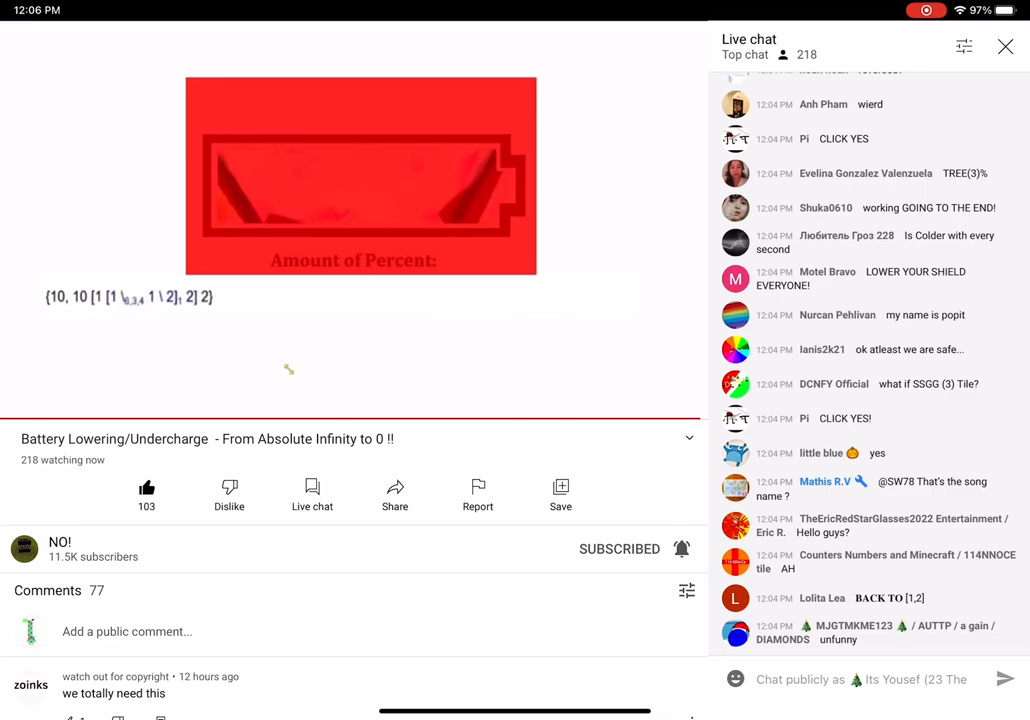 12:06 PM
97%
Live chat
Top chat 218
12:04 PM Anh Pham wierd
12:04 PM Pi CLICK YES
12:04 PM Evelina Gonzalez Valenzuela TREE(3)%
12:04 PM Shuka0610 working GOING TO THE END!
12:04 PM Любитель Гроз 228 Is Colder with every
second
12:04 PM Motel Bravo LOWER YOUR SHIELD
EVERYONE!
12:04 PM Nurcan Pehlivan my name is popit
12:04 PM Ianis2k21 ok atleast we are safe...
12:04 PM DCNFY Official what if SSGG (3) Tile?
12:04 PM Pi CLICK YES!
12:04 PM little blue 🎃 yes
12:04 PM Mathis R.V 🔧 @SW78 That's the song
name ?
12:04 PM TheEricRedStarGlasses2022 Entertainment /
Eric R. Hello guys?
12:04 PM Counters Numbers and Minecraft / 114NNOCE
tile AH
12:04 PM Lolita Lea 𝐁𝐀𝐂𝐊 𝐓𝐎 [1,2]
12:04 PM 🎄 MJGTMKME123 🎄 / AUTTP / a gain /
DIAMONDS unfunny
Chat publicly as 🎄Its Yousef (23 The
Amount of Percent:
{10, 10 [1 [1 \6,3,4 1 \ 2]1 2] 2}
Battery Lowering/Undercharge - From Absolute Infinity to 0 !!
218 watching now
103 Dislike Live chat Share Report Save
NO!
11.5K subscribers
SUBSCRIBED
Comments 77
Add a public comment...
zoinks
watch out for copyright • 12 hours ago
we totally need this